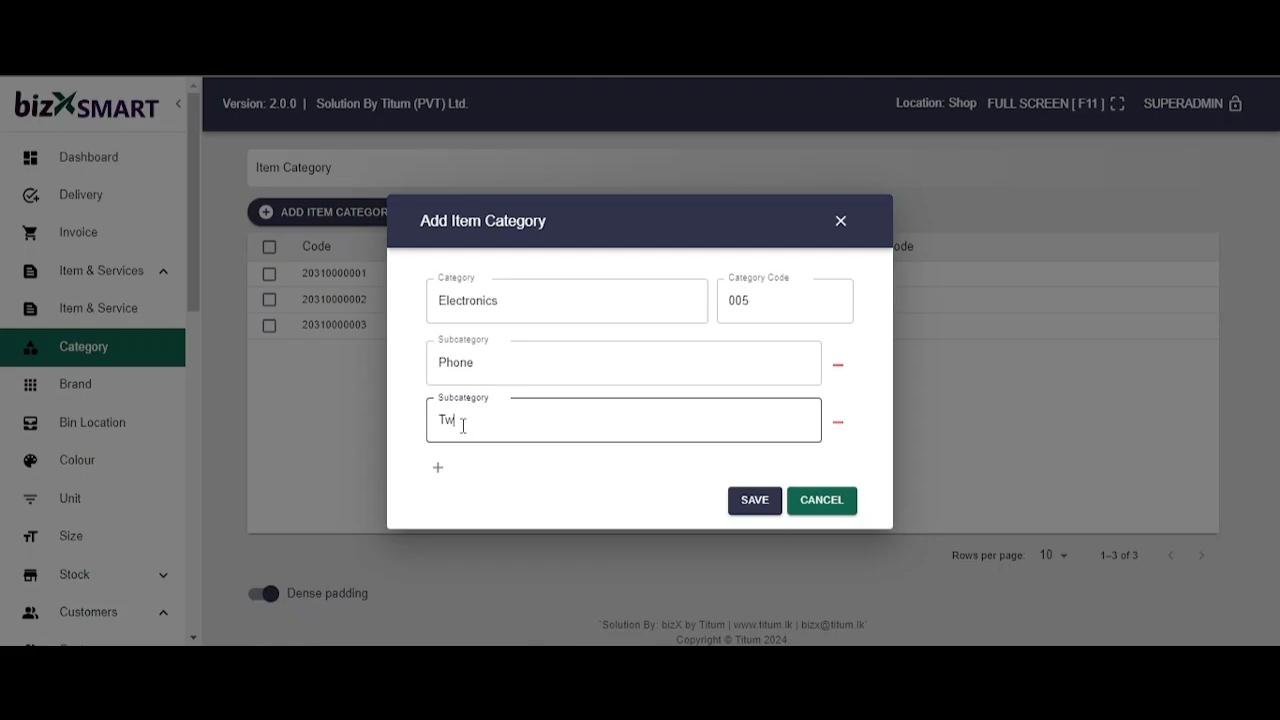 bizXSMART
Version: 2.0.0 | Solution By Titum (PVT) Ltd.
Location: Shop FULL SCREEN [ F11 ] SUPERADMIN
Dashboard
Delivery
Invoice
Item & Services
Item & Service
Category
Brand
Bin Location
Colour
Unit
Size
Stock
Customers
Item Category
ADD ITEM CATEGOR
Code
ode
20310000001
20310000002
20310000003
Add Item Category
Category
Electronics
Category Code
005
Subcategory
Phone
Subcategory
Tw
SAVE
CANCEL
Rows per page: 10
1–3 of 3
Dense padding
`Solution By: bizX by Titum | www.titum.lk | bizx@titum.lk`
Copyright © Titum 2024.